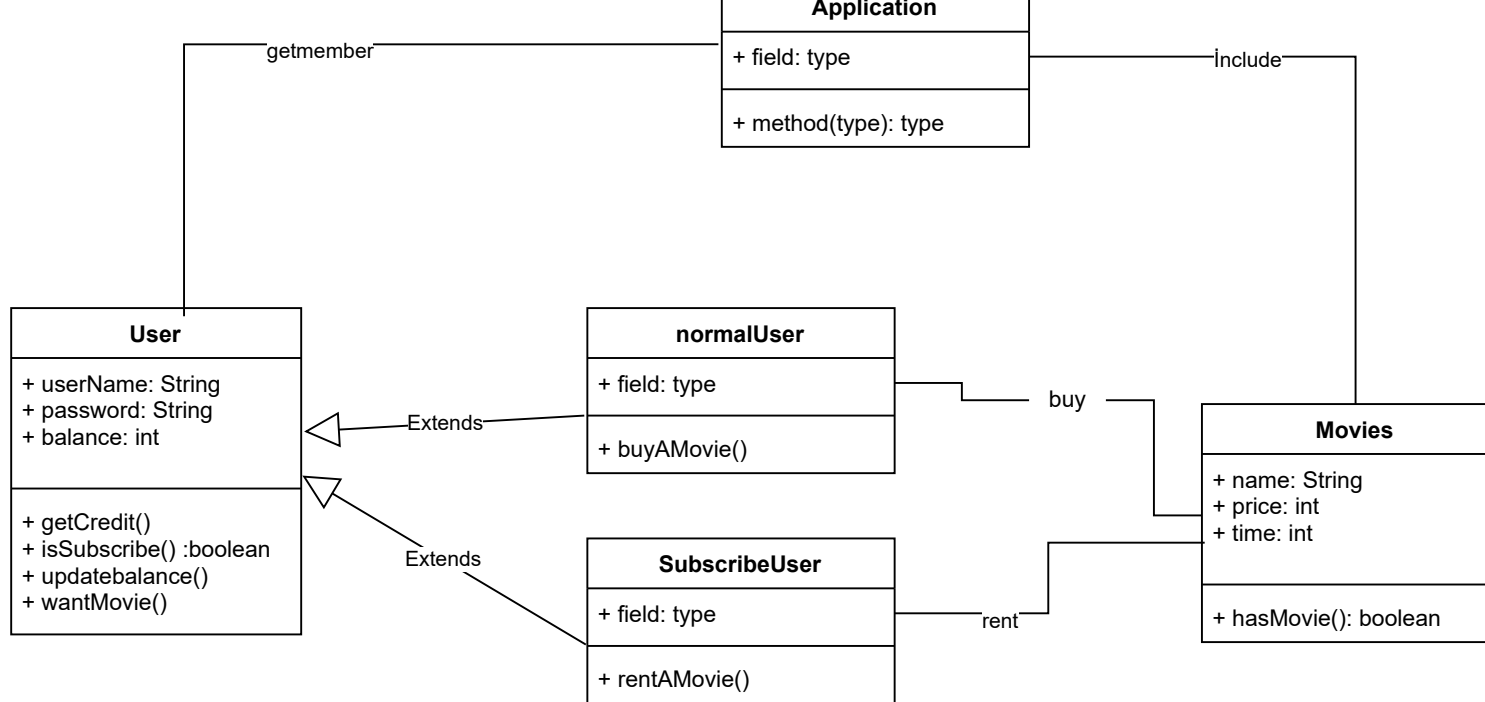 Application
+ field: type
+ method(type): type
getmember
İnclude
User
+ userName: String
+ password: String
+ balance: int
+ getCredit()
+ isSubscribe() :boolean
+ updatebalance()
+ wantMovie()
Extends
Extends
normalUser
+ field: type
+ buyAMovie()
SubscribeUser
+ field: type
+ rentAMovie()
buy
rent
Movies
+ name: String
+ price: int
+ time: int
+ hasMovie(): boolean